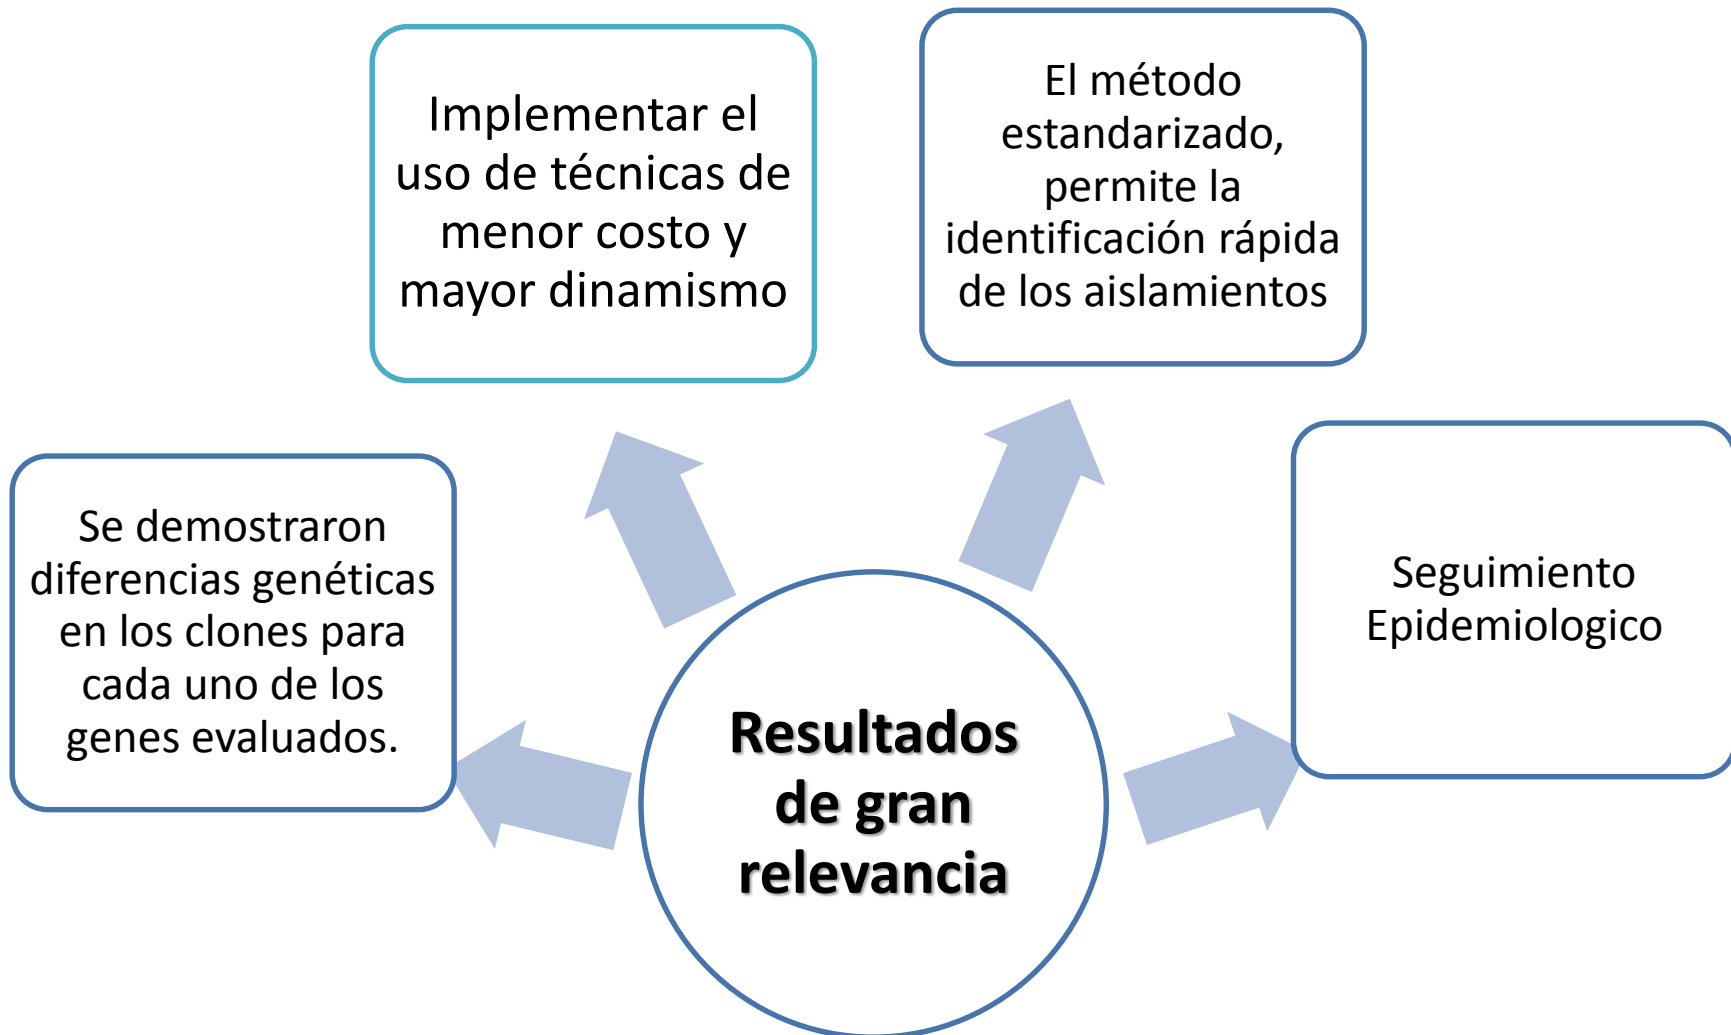 Implementar el
uso de técnicas de
menor costo y
mayor dinamismo
El método
estandarizado,
permite la
identificación rápida
de los aislamientos
Se demostraron
diferencias genéticas
en los clones para
cada uno de los
genes evaluados.
Seguimiento
Epidemiologico
Resultados
de gran
relevancia